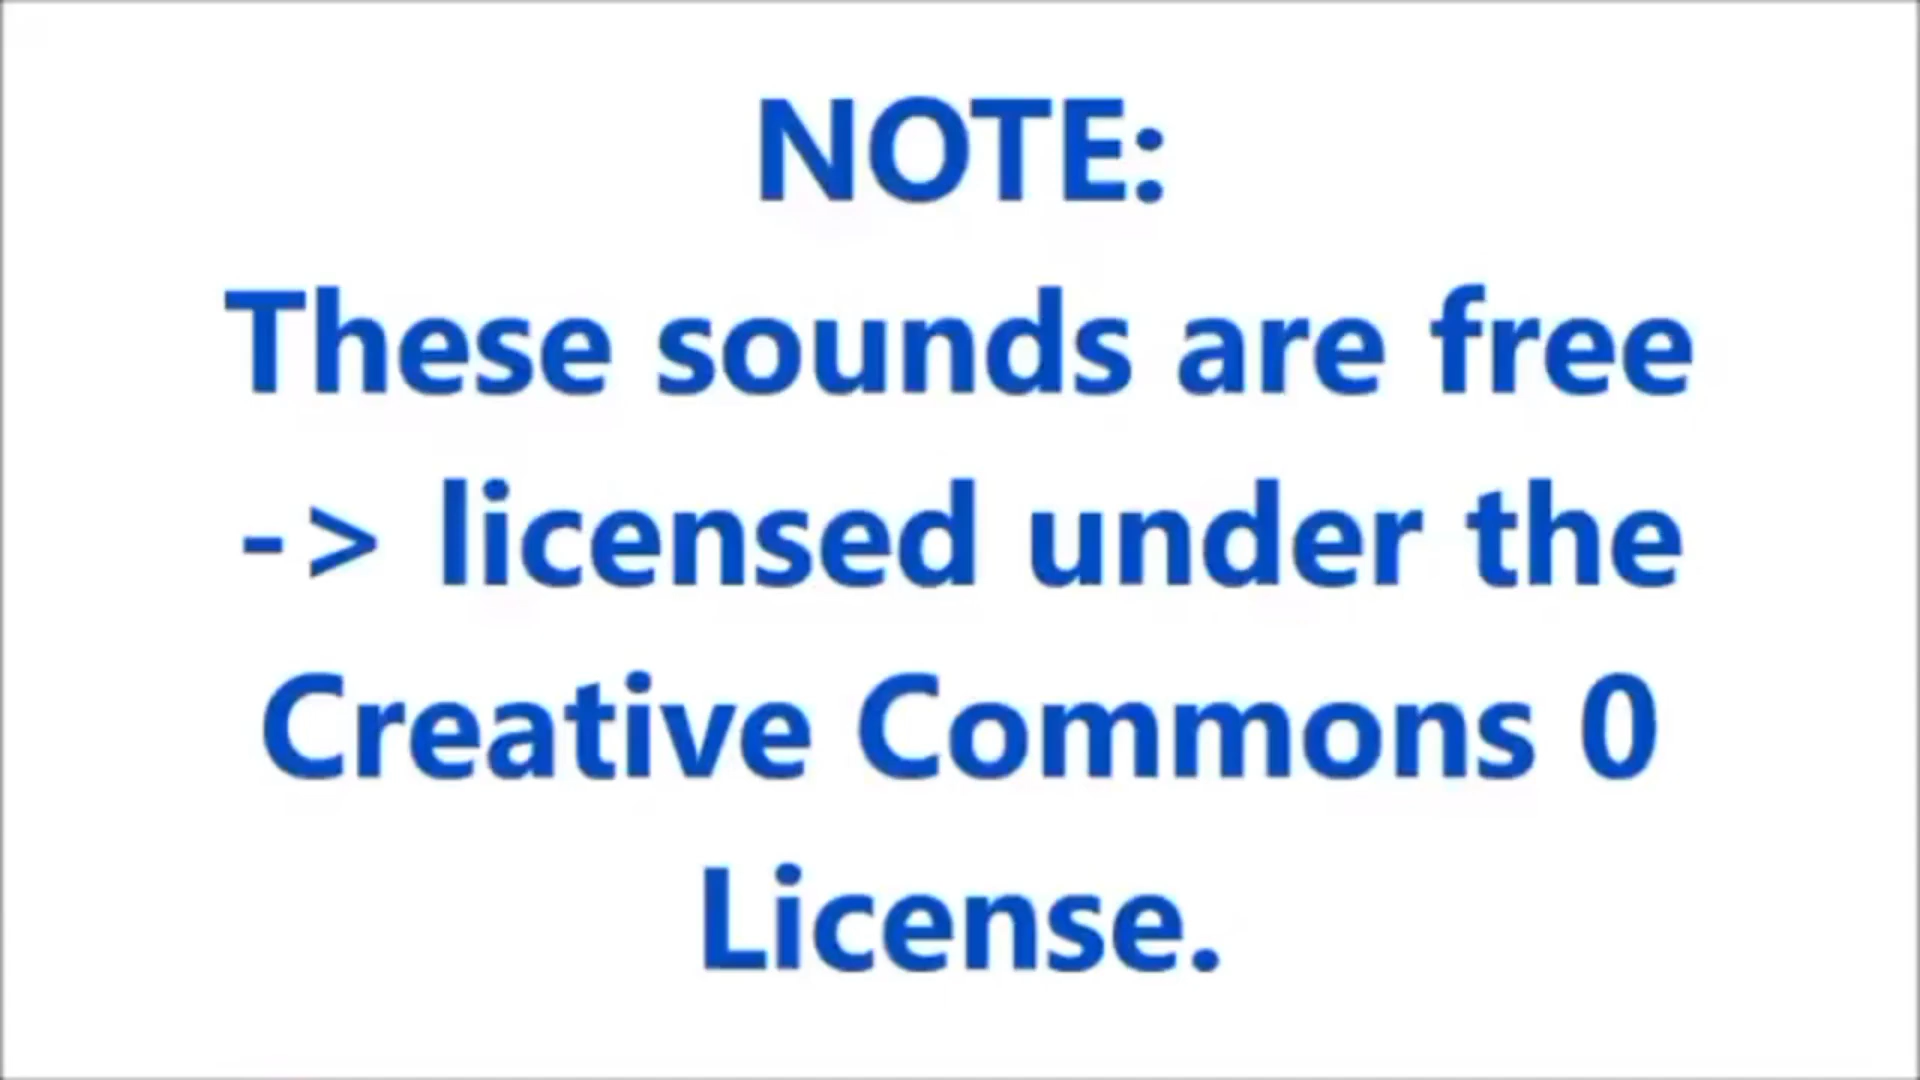 NOTE:
These sounds are free
-> licensed under the
Creative Commons 0
License.